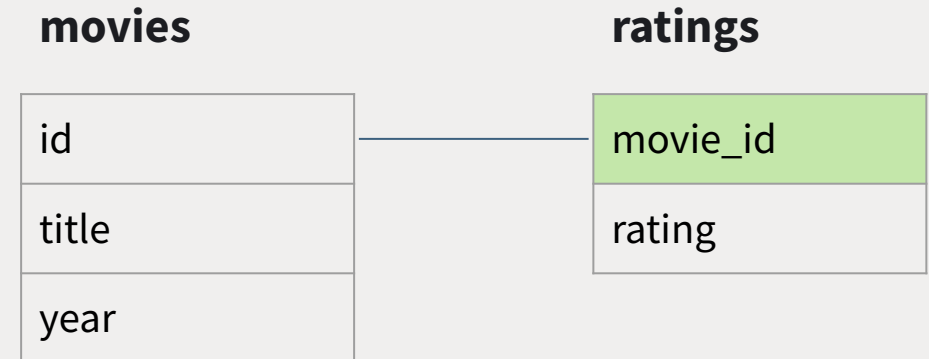 movies
id
title
year
ratings
movie_id
rating